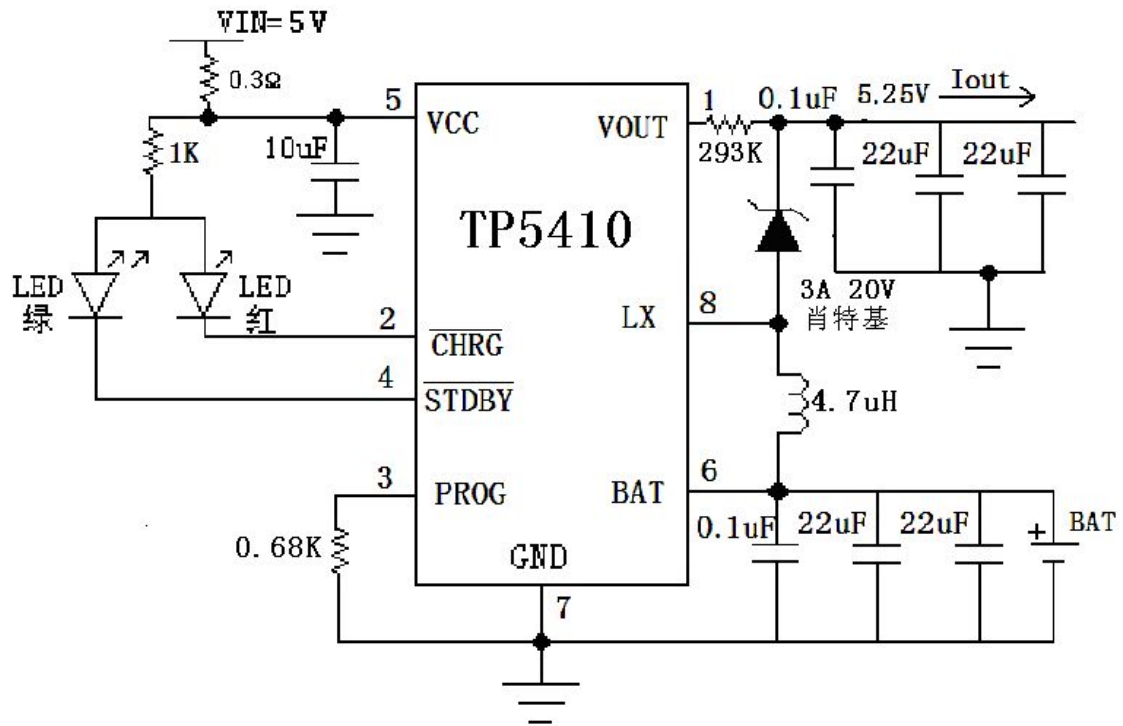 VIN=5V
0.3Ω
1K
10uF
LED
绿
LED
红
5
VCC
2
CHRG
4
STDBY
3
PROG
0.68K
TP5410
GND
7
1
VOUT
293K
0.1uF
5.25V
Iout
22uF
22uF
3A 20V
肖特基
8
LX
4.7uH
6
BAT
0.1uF
22uF
22uF
+
BAT